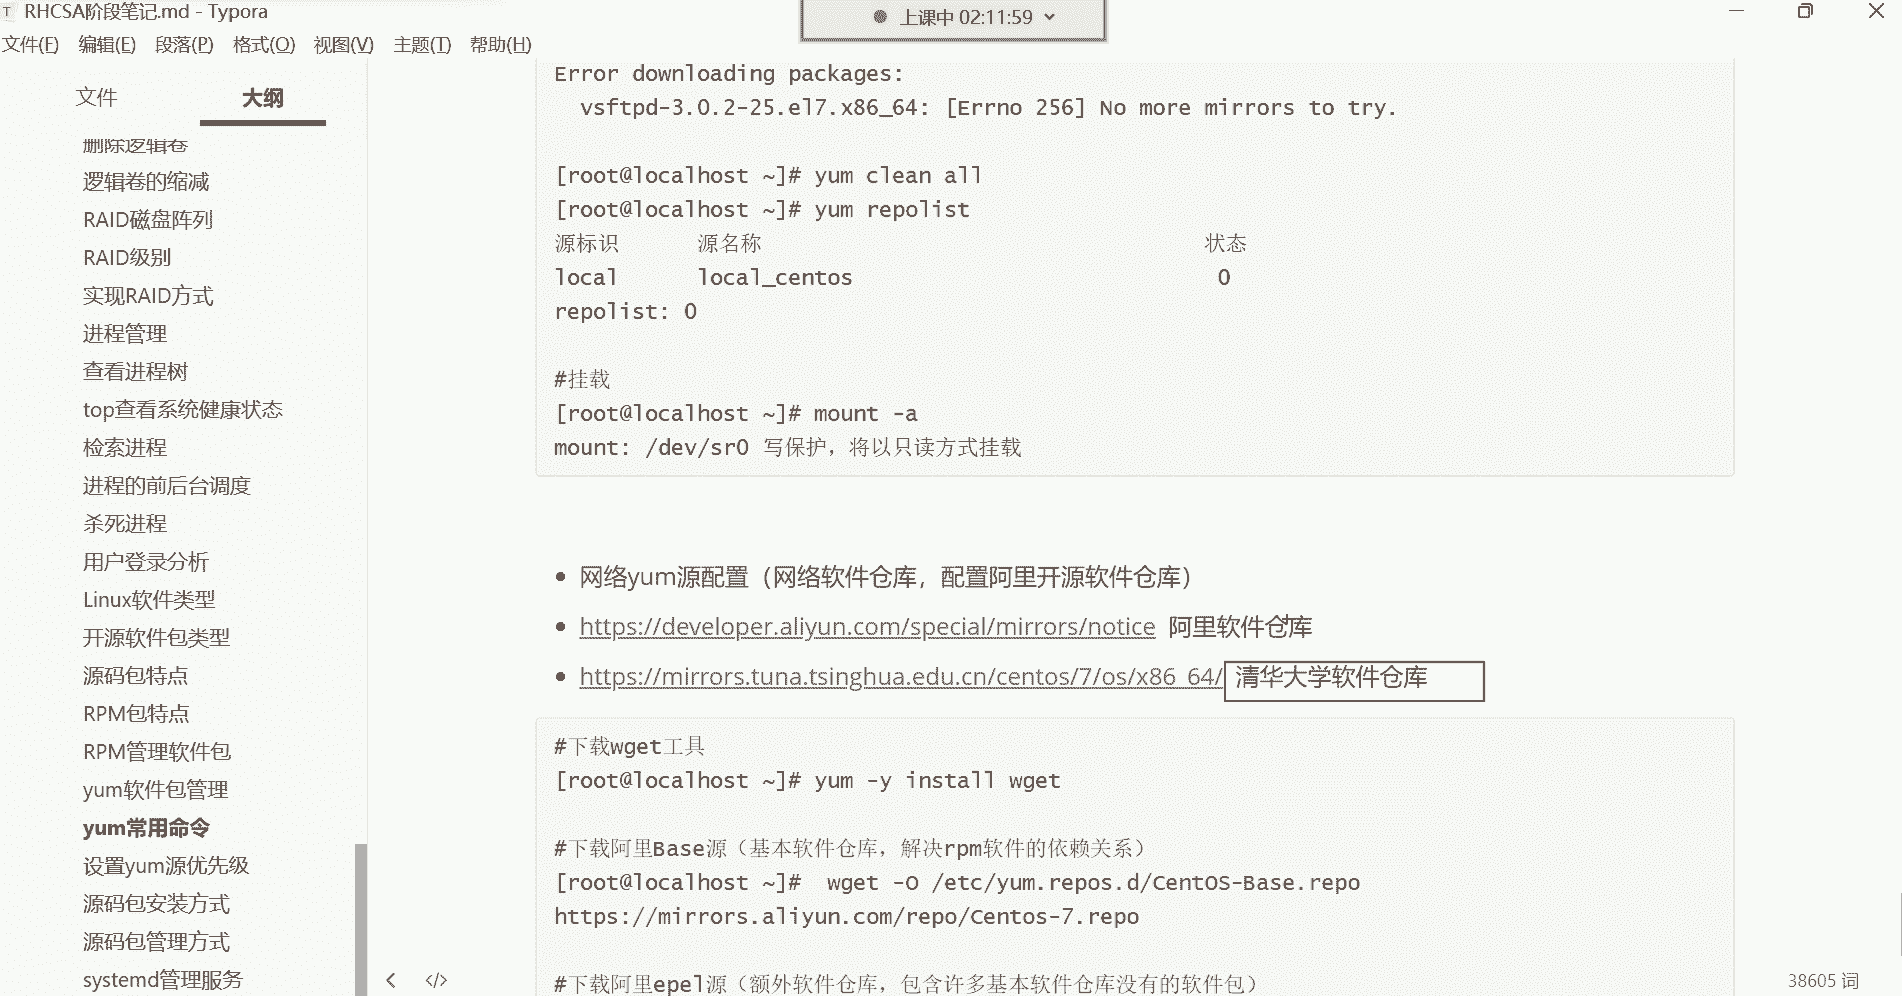 RHCSA阶段笔记.md - Typora
上课中 02:11:59
文件(F) 编辑(E) 段落(P) 格式(O) 视图(V) 主题(T) 帮助(H)
文件 大纲
删除逻辑卷
逻辑卷的缩减
RAID磁盘阵列
RAID级别
实现RAID方式
进程管理
查看进程树
top查看系统健康状态
检索进程
进程的前后台调度
杀死进程
用户登录分析
Linux软件类型
开源软件包类型
源码包特点
RPM包特点
RPM管理软件包
yum软件包管理
yum常用命令
设置yum源优先级
源码包安装方式
源码包管理方式
systemd管理服务
Error downloading packages:
vsftpd-3.0.2-25.el7.x86_64: [Errno 256] No more mirrors to try.
[root@localhost ~]# yum clean all
[root@localhost ~]# yum repolist
源标识 源名称 状态
local local_centos 0
repolist: 0
#挂载
[root@localhost ~]# mount -a
mount: /dev/sr0 写保护，将以只读方式挂载
网络yum源配置（网络软件仓库，配置阿里开源软件仓库）
https://developer.aliyun.com/special/mirrors/notice 阿里软件仓库
https://mirrors.tuna.tsinghua.edu.cn/centos/7/os/x86_64/ 清华大学软件仓库
#下载wget工具
[root@localhost ~]# yum -y install wget
#下载阿里Base源（基本软件仓库，解决rpm软件的依赖关系）
[root@localhost ~]# wget -O /etc/yum.repos.d/CentOS-Base.repo
https://mirrors.aliyun.com/repo/Centos-7.repo
#下载阿里epel源（额外软件仓库，包含许多基本软件仓库没有的软件包）
38605 词